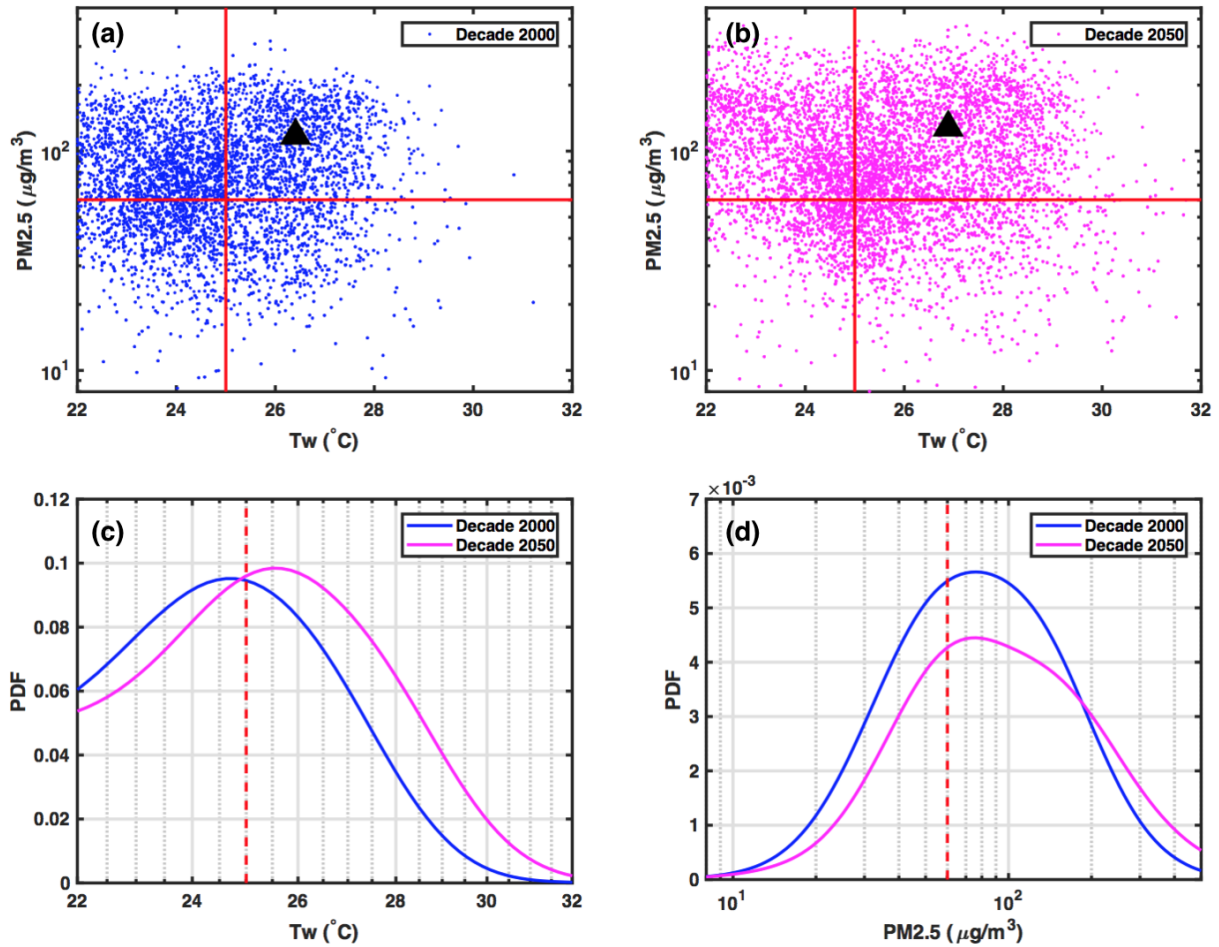 (a)
Decade 2000
PM2.5 ( μg/m³)
10²
10¹
22 24 26 28 30 32
Tw (°C)
(b)
Decade 2050
PM2.5 ( μg/m³)
10²
10¹
22 24 26 28 30 32
Tw (°C)
(c)
Decade 2000
Decade 2050
PDF
0.12
0.1
0.08
0.06
0.04
0.02
0
22 24 26 28 30 32
Tw (°C)
(d)
×10⁻³
Decade 2000
Decade 2050
PDF
7
6
5
4
3
2
1
0
10¹ 10²
PM2.5 ( μg/m³)